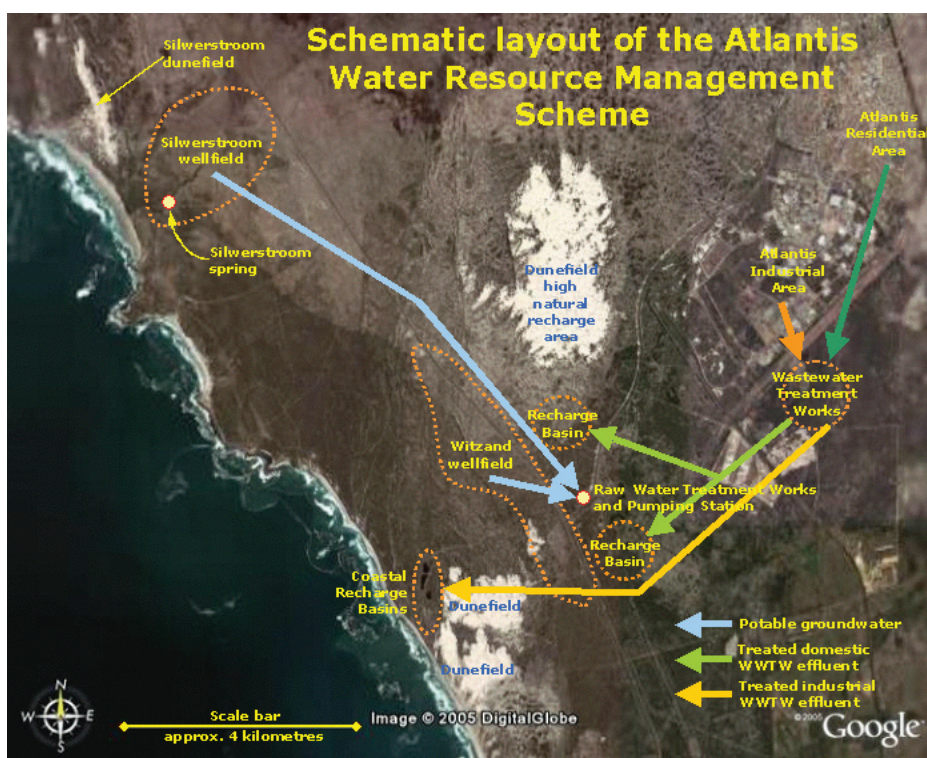 Schematic layout of the Atlantis
Water Resource Management
Scheme
Silwerstroom
dunefield
Atlantis
Residential
Area
Silwerstroom
wellfield
Silwerstroom
spring
Atlantis
Industrial
Area
Dunefield
high
natural
recharge
area
Wastewater
Treatment
Works
Recharge
Basin
Witzand
wellfield
Raw Water Treatment Works
and Pumping Station
Recharge
Basin
Coastal
Recharge
Basins
Dunefield
Dunefield
Potable groundwater
Treated domestic
WWTW effluent
Treated industrial
WWTW effluent
N
W
E
S
Scale bar
approx. 4 kilometres
Image © 2005 DigitalGlobe
© 2005 Google